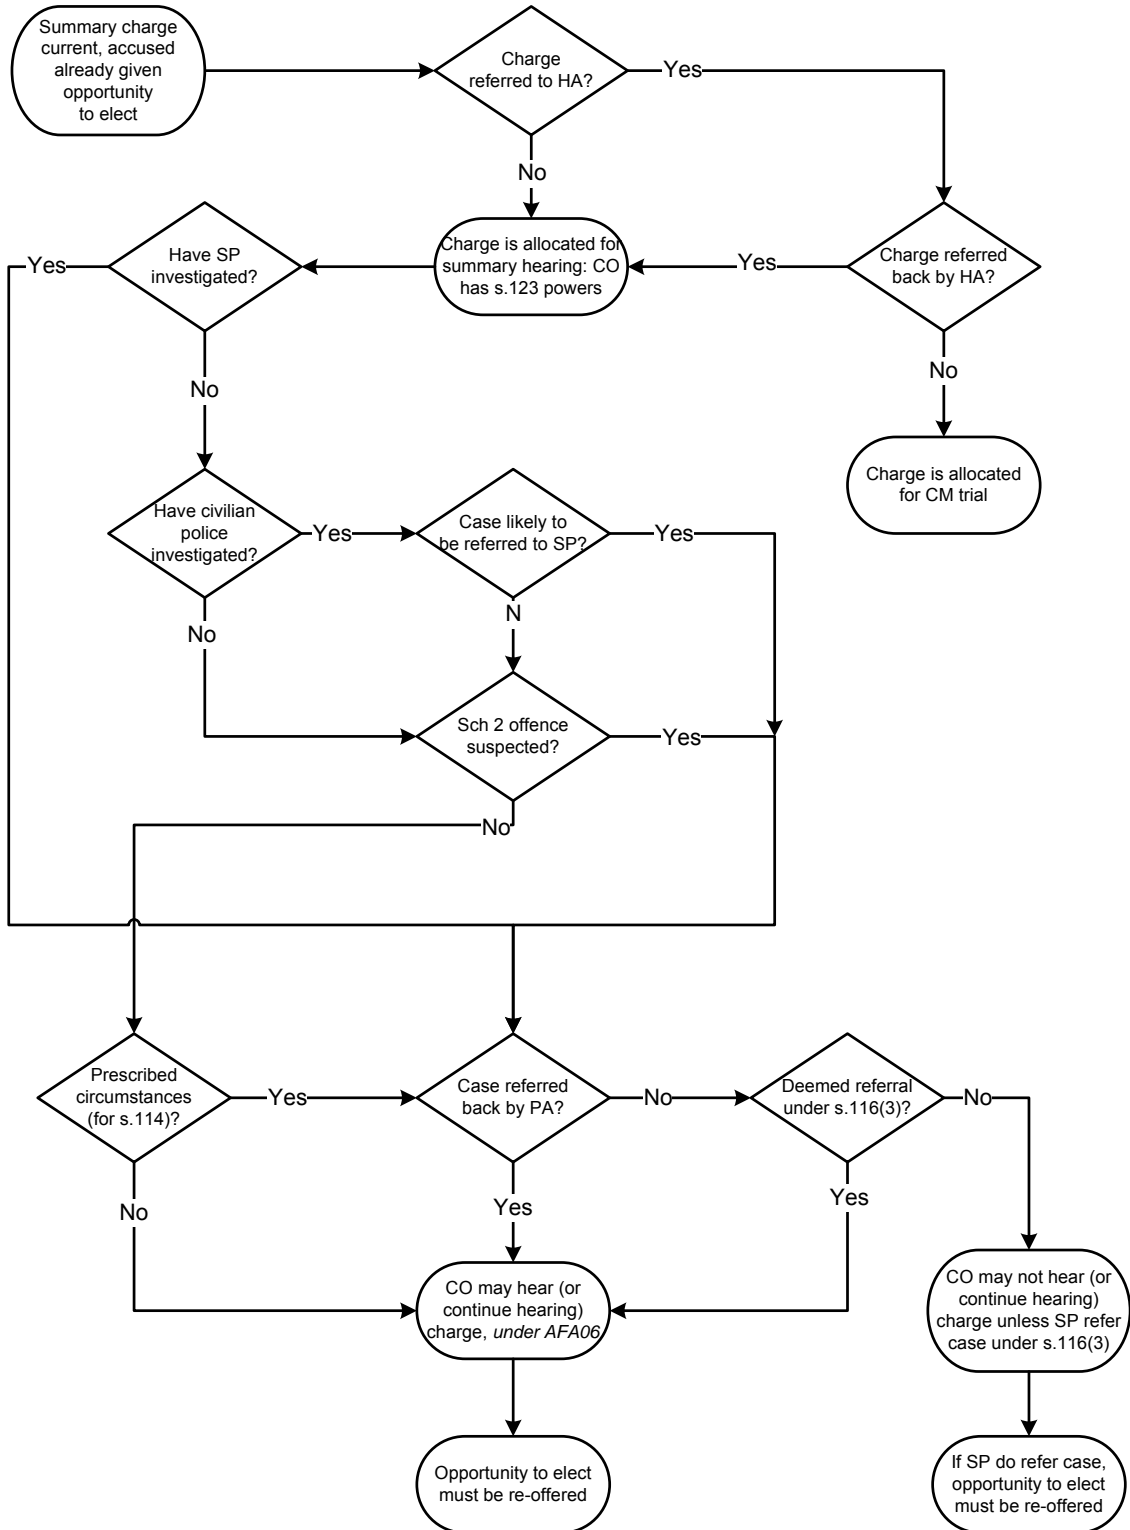 Summary charge
current, accused
already given
opportunity
to elect
Charge
referred to HA?
Yes
No
Charge is allocated for
summary hearing: CO
has s.123 powers
Yes
Charge referred
back by HA?
No
Charge is allocated
for CM trial
Have SP
investigated?
Yes
No
Have civilian
police
investigated?
Yes
Case likely to
be referred to SP?
Yes
N
No
Sch 2 offence
suspected?
Yes
No
Prescribed
circumstances
(for s.114)?
Yes
Case referred
back by PA?
No
Deemed referral
under s.116(3)?
No
No
Yes
Yes
CO may hear (or
continue hearing)
charge, under AFA06
CO may not hear (or
continue hearing)
charge unless SP refer
case under s.116(3)
Opportunity to elect
must be re-offered
If SP do refer case,
opportunity to elect
must be re-offered